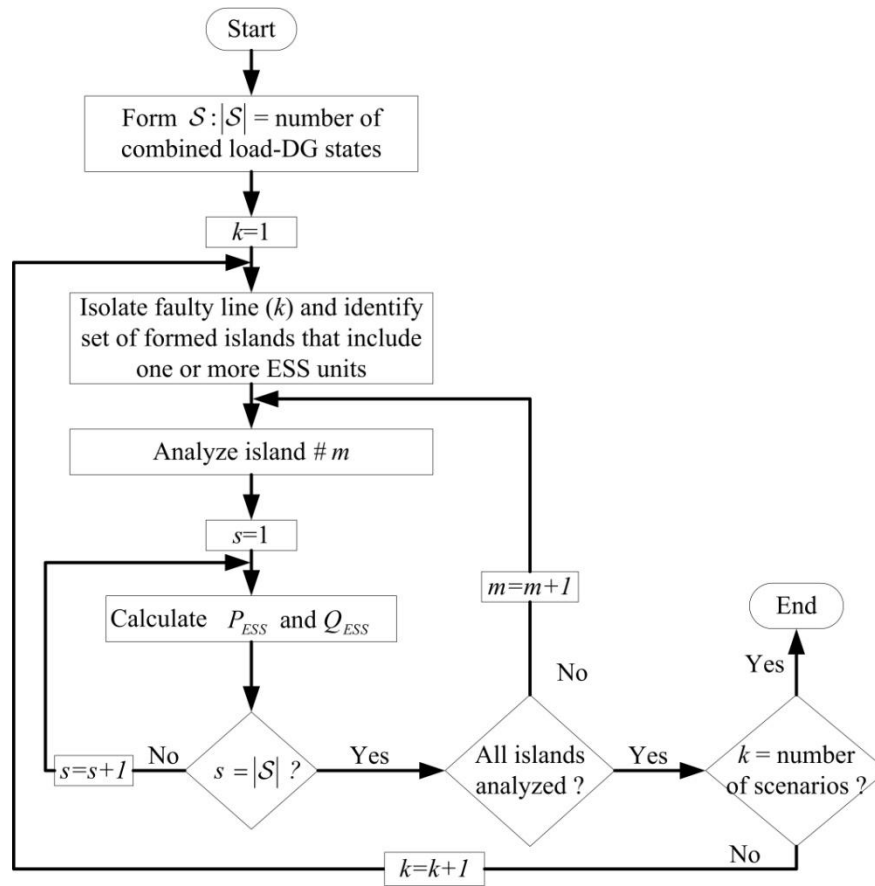 Start
Form 𝒮:|𝒮| = number of
combined load-DG states
k=1
Isolate faulty line (k) and identify
set of formed islands that include
one or more ESS units
Analyze island # m
s=1
Calculate P_ESS and Q_ESS
s = |𝒮| ?
No
s=s+1
Yes
All islands
analyzed ?
No
m=m+1
Yes
k = number
of scenarios ?
Yes
End
No
k=k+1